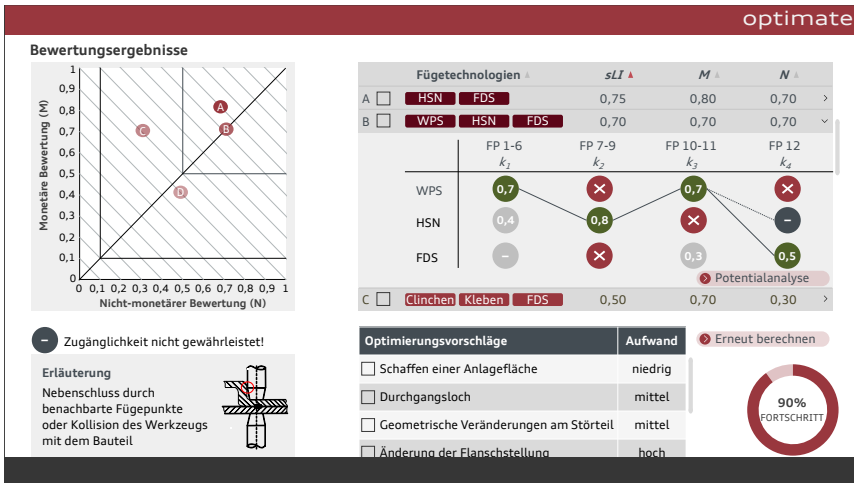 optimate
Bewertungsergebnisse
Monetäre Bewertung (M)
1
0,9
0,8
0,7
0,6
0,5
0,4
0,3
0,2
0,1
0
A
B
C
D
0 0,1 0,2 0,3 0,4 0,5 0,6 0,7 0,8 0,9 1
Nicht-monetärer Bewertung (N)
Fügetechnologien sLI M N
A HSN FDS 0,75 0,80 0,70
B WPS HSN FDS 0,70 0,70 0,70
FP 1-6 FP 7-9 FP 10-11 FP 12
k1 k2 k3 k4
WPS 0,7 × 0,7 ×
HSN 0,4 0,8 × –
FDS – × 0,3 0,5
Potentialanalyse
C Clinchen Kleben FDS 0,50 0,70 0,30
– Zugänglichkeit nicht gewährleistet!
Erläuterung
Nebenschluss durch
benachbarte Fügepunkte
oder Kollision des Werkzeugs
mit dem Bauteil
Optimierungsvorschläge Aufwand
Schaffen einer Anlagefläche niedrig
Durchgangsloch mittel
Geometrische Veränderungen am Störteil mittel
Änderung der Flanschstellung hoch
Erneut berechnen
90%
FORTSCHRITT